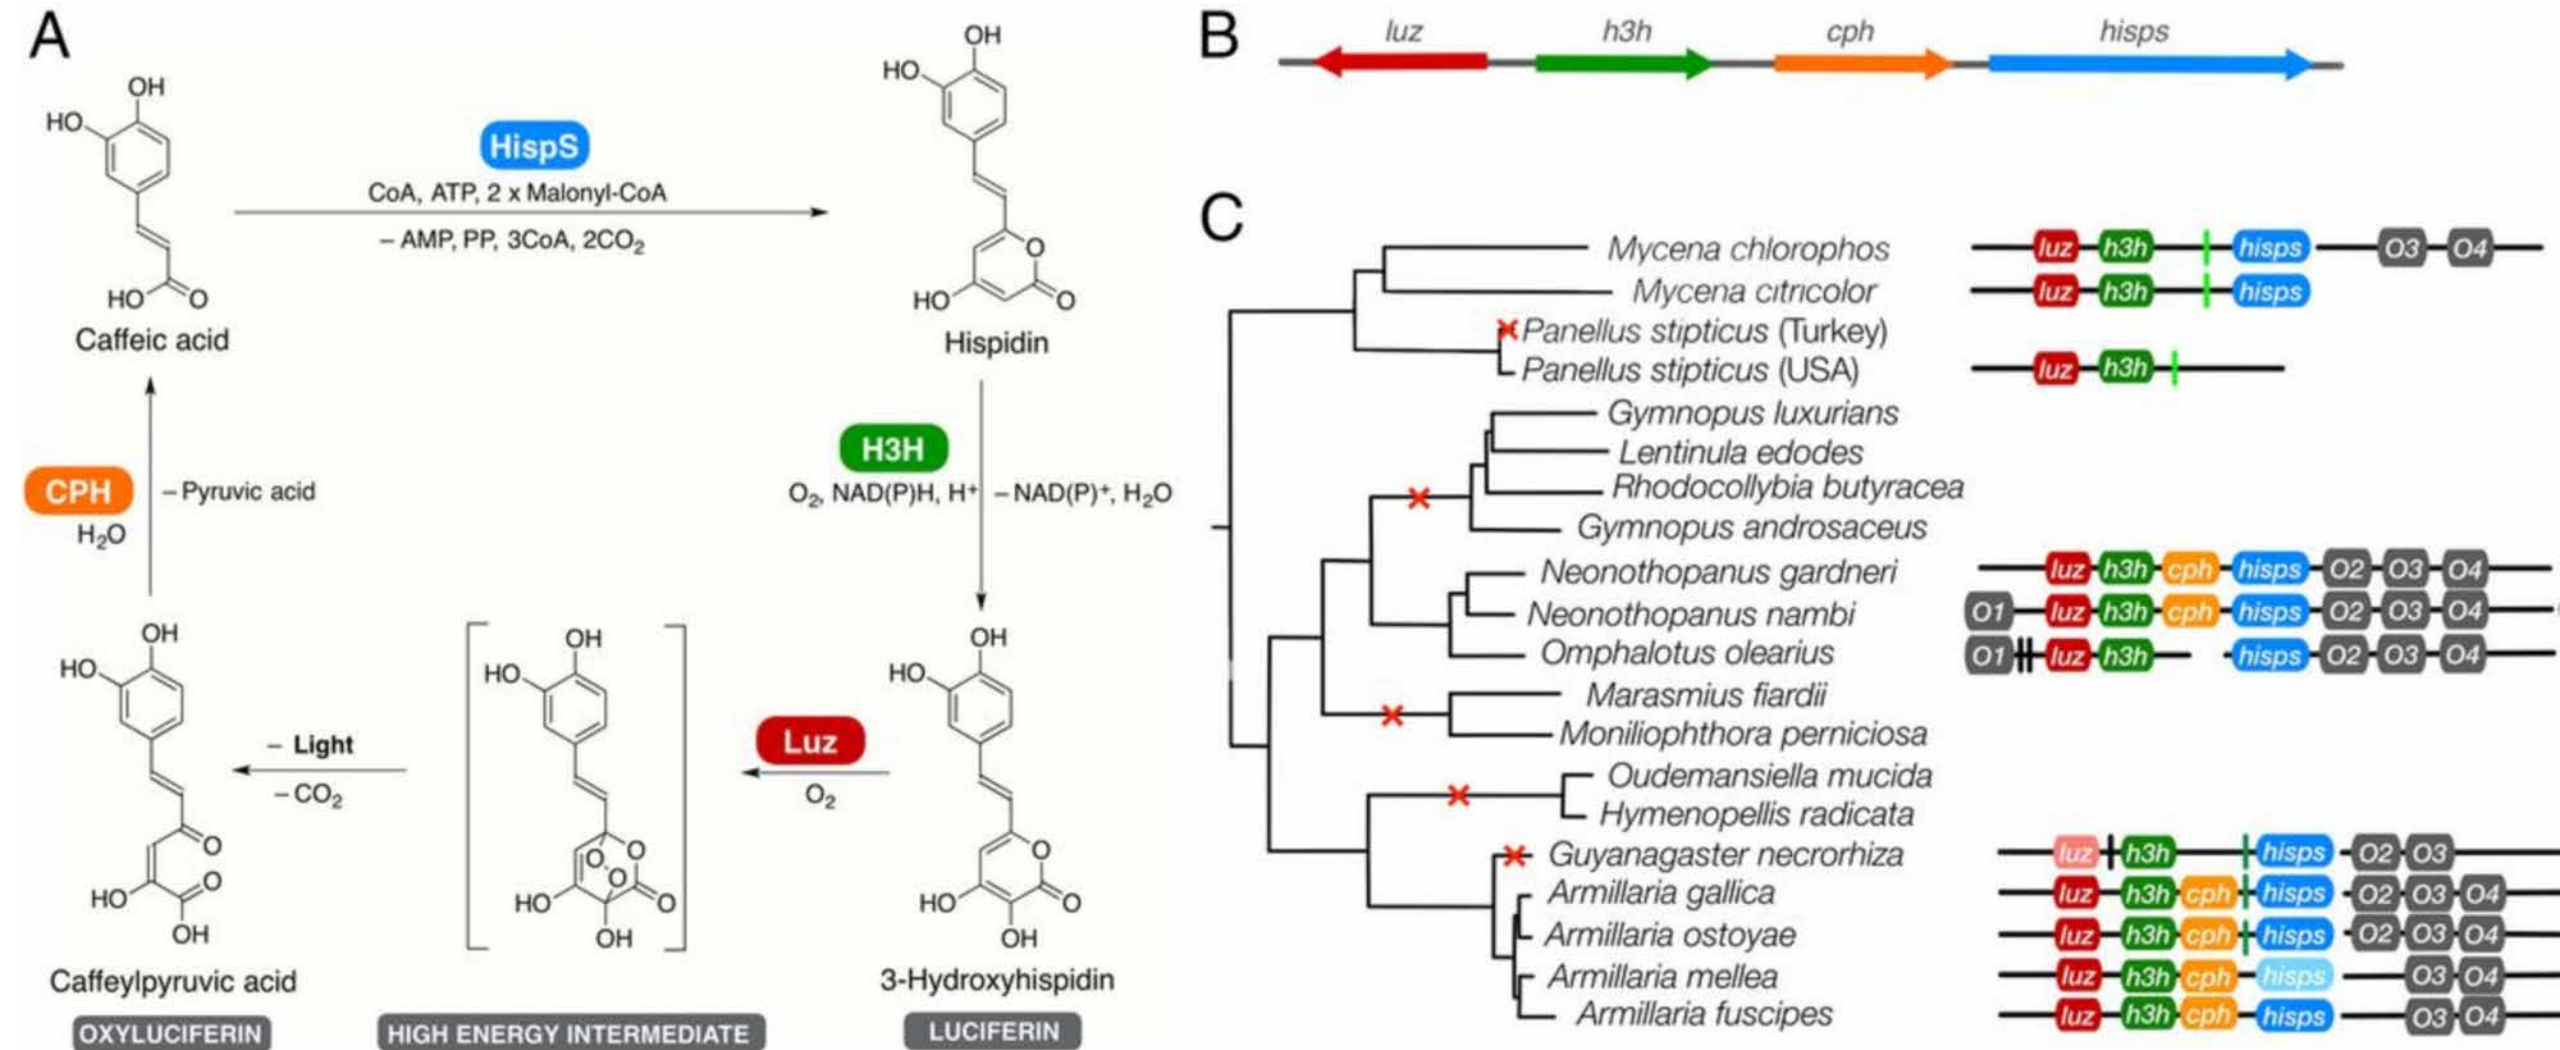 A
OH
HO
HO
O
Caffeic acid
HispS
CoA, ATP, 2 x Malonyl-CoA
– AMP, PP, 3CoA, 2CO₂
OH
HO
O
HO
O
Hispidin
CPH
H₂O
– Pyruvic acid
H3H
O₂, NAD(P)H, H⁺
– NAD(P)⁺, H₂O
OH
HO
O
HO
O
OH
Caffeylpyruvic acid
OXYLUCIFERIN
– Light
– CO₂
OH
HO
O
O
O
HO
O
OH
HIGH ENERGY INTERMEDIATE
Luz
O₂
OH
HO
O
HO
O
OH
3-Hydroxyhispidin
LUCIFERIN
B
luz h3h cph hisps
C
Mycena chlorophos luz h3h hisps O3 O4
Mycena citricolor luz h3h hisps
Panellus stipticus (Turkey)
Panellus stipticus (USA) luz h3h
Gymnopus luxurians
Lentinula edodes
Rhodocollybia butyracea
Gymnopus androsaceus
Neonothopanus gardneri luz h3h cph hisps O2 O3 O4
Neonothopanus nambi O1 luz h3h cph hisps O2 O3 O4
Omphalotus olearius O1 luz h3h hisps O2 O3 O4
Marasmius fiardii
Moniliophthora perniciosa
Oudemansiella mucida
Hymenopellis radicata
Guyanagaster necrorhiza luz h3h hisps O2 O3
Armillaria gallica luz h3h cph hisps O2 O3 O4
Armillaria ostoyae luz h3h cph hisps O2 O3 O4
Armillaria mellea luz h3h cph hisps O3 O4
Armillaria fuscipes luz h3h cph hisps O3 O4